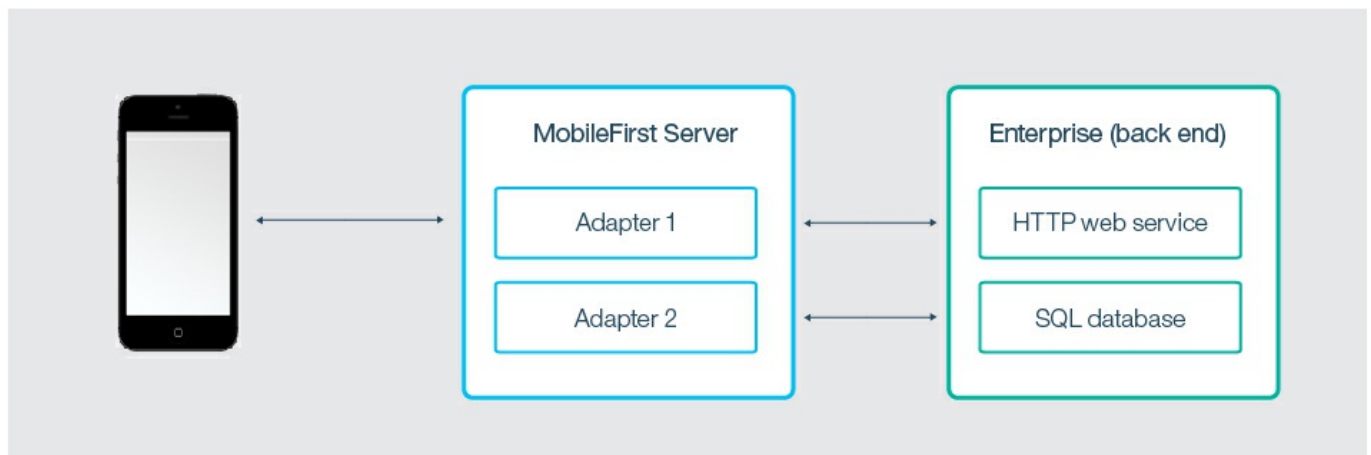 MobileFirst Server
Adapter 1
Adapter 2
Enterprise (back end)
HTTP web service
SQL database